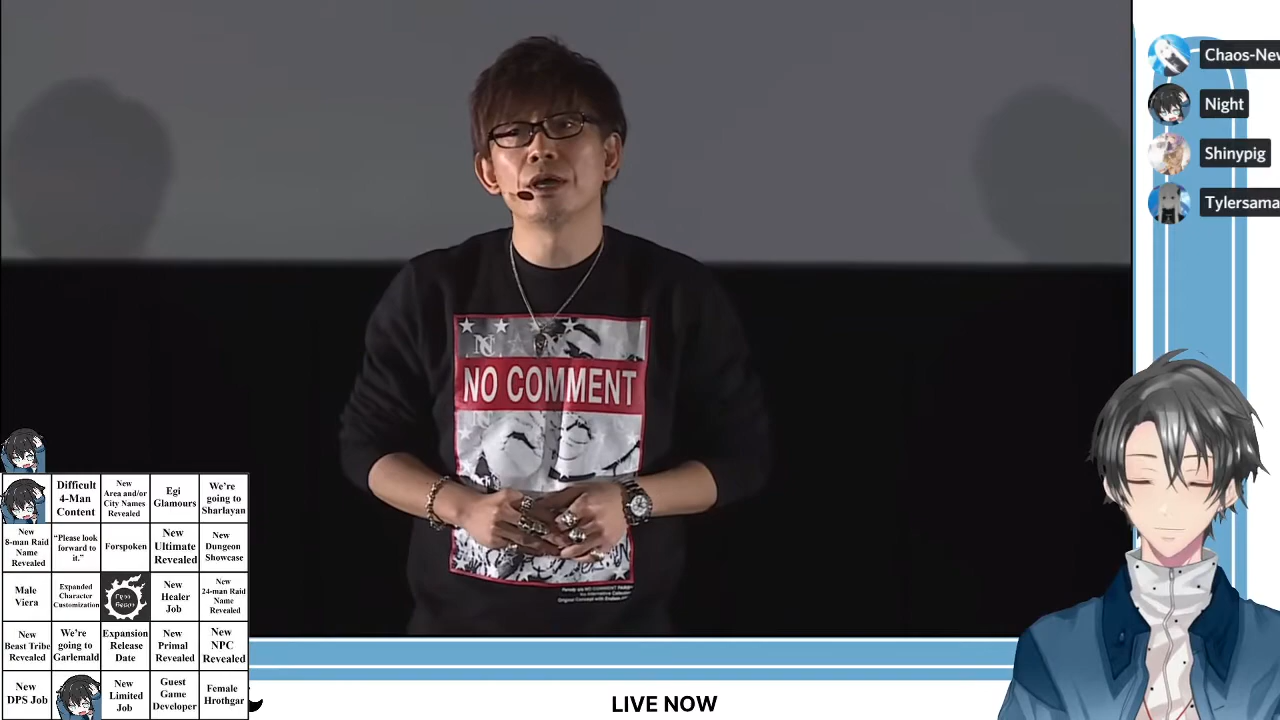 Chaos-Nev
Night
Shinypig
Tylersama
NO COMMENT
Difficult
4-Man
Content
New
Area and/or
City Names
Revealed
Egi
Glamours
We're
going to
Sharlayan
New
8-man Raid
Name
Revealed
“Please look
forward to
it.”
Forspoken
New
Ultimate
Revealed
New
Dungeon
Showcase
Male
Viera
Expanded
Character
Customization
New
Healer
Job
New
24-man Raid
Name
Revealed
New
Beast Tribe
Revealed
We're
going to
Garlemald
Expansion
Release
Date
New
Primal
Revealed
New
NPC
Revealed
New
DPS Job
New
Limited
Job
Guest
Game
Developer
Female
Hrothgar
LIVE NOW